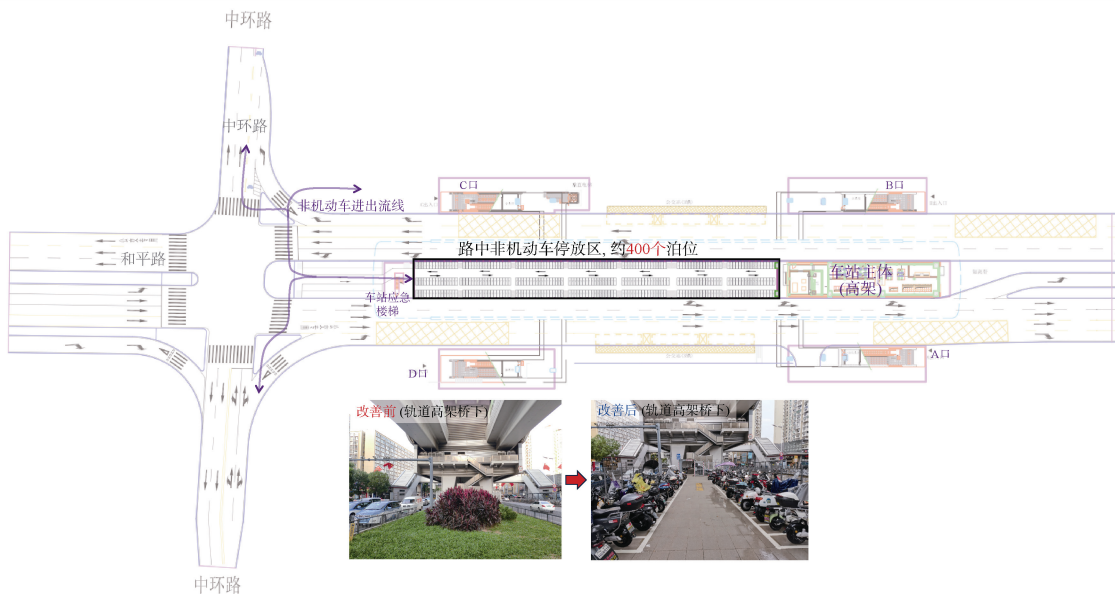 中环路
中环路
C口
B口
非机动车进出流线
路中非机动车停放区, 约400个泊位
和平路
车站主体
(高架)
车站应急
楼梯
D口
A口
改善前 (轨道高架桥下)
改善后 (轨道高架桥下)
中环路